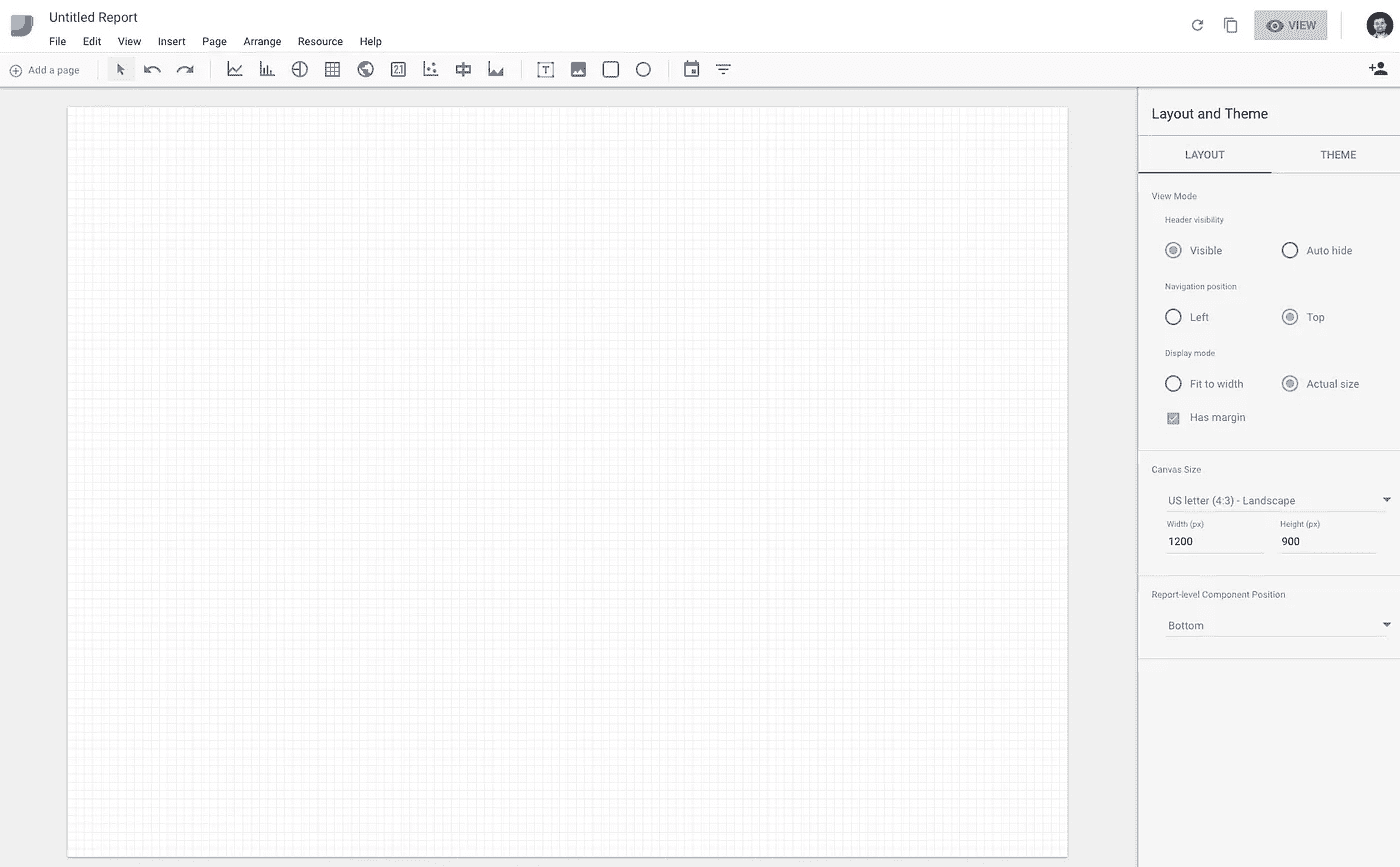 Untitled Report
File Edit View Insert Page Arrange Resource Help
VIEW
Add a page
21
T
Layout and Theme
LAYOUT THEME
View Mode
Header visibility
Visible Auto hide
Navigation position
Left Top
Display mode
Fit to width Actual size
Has margin
Canvas Size
US letter (4:3) - Landscape
Width (px) Height (px)
1200 900
Report-level Component Position
Bottom